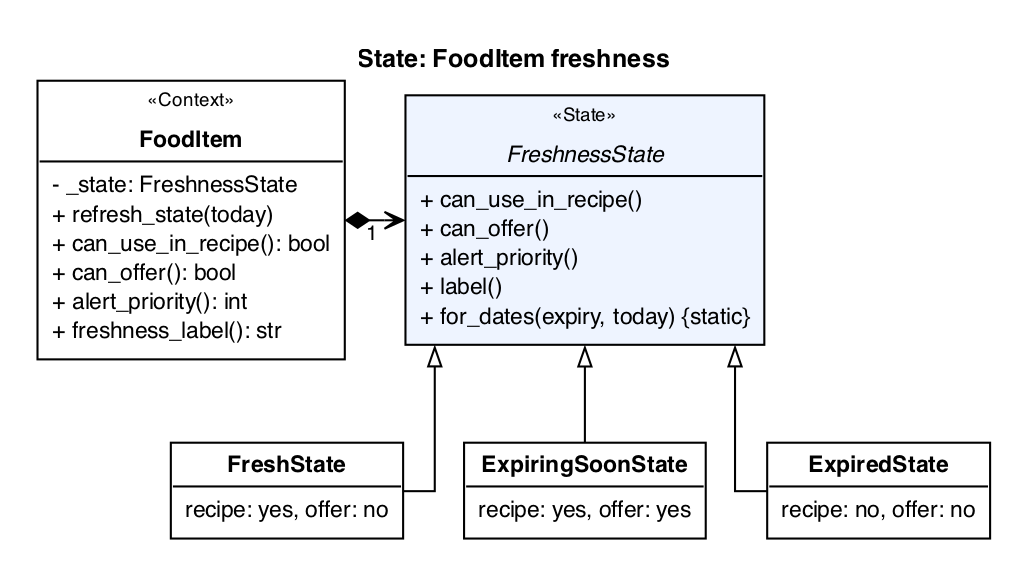 State: FoodItem freshness
«Context»
FoodItem
- _state: FreshnessState
+ refresh_state(today)
+ can_use_in_recipe(): bool
+ can_offer(): bool
+ alert_priority(): int
+ freshness_label(): str
1
«State»
FreshnessState
+ can_use_in_recipe()
+ can_offer()
+ alert_priority()
+ label()
+ for_dates(expiry, today) {static}
FreshState
recipe: yes, offer: no
ExpiringSoonState
recipe: yes, offer: yes
ExpiredState
recipe: no, offer: no